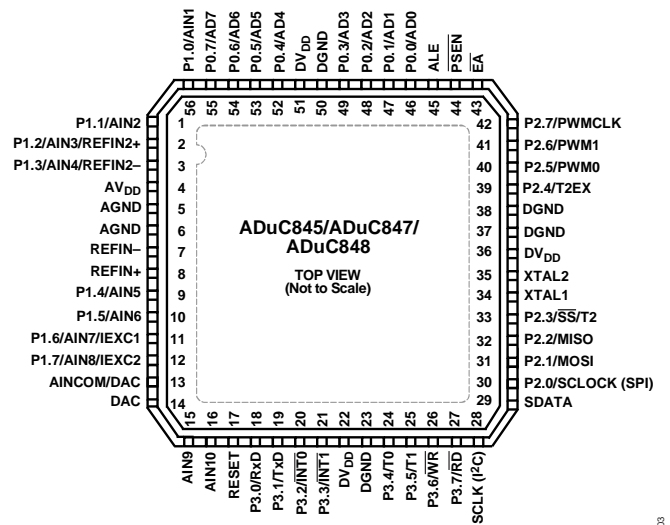 P1.0/AIN1
P0.7/AD7
P0.6/AD6
P0.5/AD5
P0.4/AD4
DVDD
DGND
P0.3/AD3
P0.2/AD2
P0.1/AD1
P0.0/AD0
ALE
PSEN
EA
56
55
54
53
52
51
50
49
48
47
46
45
44
43
P1.1/AIN2 1
P1.2/AIN3/REFIN2+ 2
P1.3/AIN4/REFIN2– 3
AVDD 4
AGND 5
AGND 6
REFIN– 7
REFIN+ 8
P1.4/AIN5 9
P1.5/AIN6 10
P1.6/AIN7/IEXC1 11
P1.7/AIN8/IEXC2 12
AINCOM/DAC 13
DAC 14
ADuC845/ADuC847/
ADuC848
TOP VIEW
(Not to Scale)
42 P2.7/PWMCLK
41 P2.6/PWM1
40 P2.5/PWM0
39 P2.4/T2EX
38 DGND
37 DGND
36 DVDD
35 XTAL2
34 XTAL1
33 P2.3/SS/T2
32 P2.2/MISO
31 P2.1/MOSI
30 P2.0/SCLOCK (SPI)
29 SDATA
15
16
17
18
19
20
21
22
23
24
25
26
27
28
AIN9
AIN10
RESET
P3.0/RxD
P3.1/TxD
P3.2/INT0
P3.3/INT1
DVDD
DGND
P3.4/T0
P3.5/T1
P3.6/WR
P3.7/RD
SCLK (I²C)